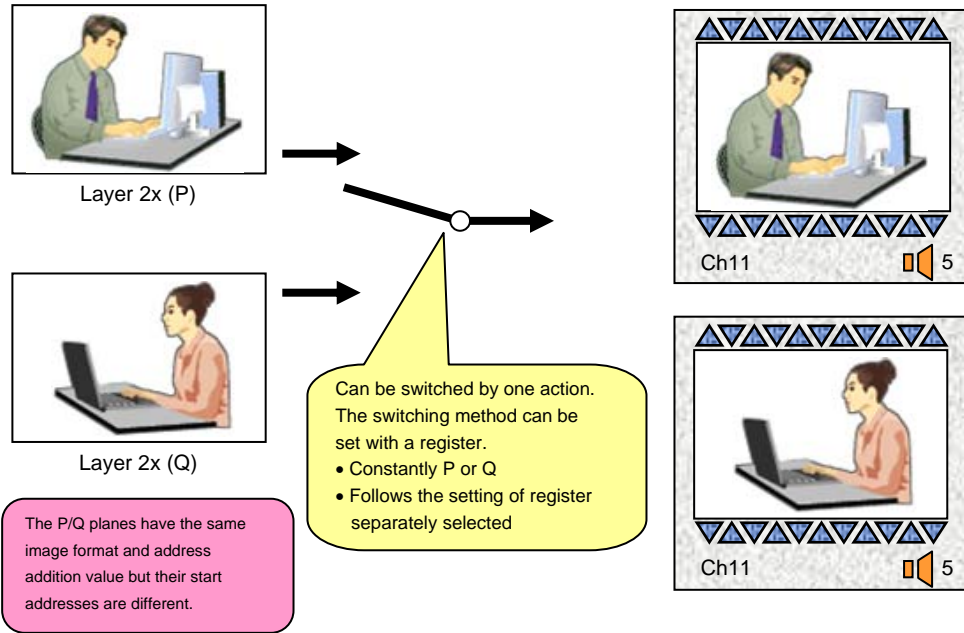 Layer 2x (P)
Layer 2x (Q)
The P/Q planes have the same
image format and address
addition value but their start
addresses are different.
Can be switched by one action.
The switching method can be
set with a register.
• Constantly P or Q
• Follows the setting of register
separately selected
Ch11 5
Ch11 5